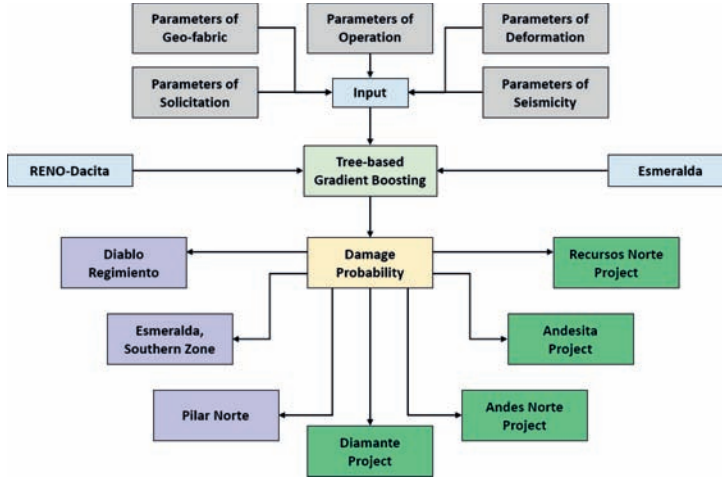 Parameters of
Geo-fabric
Parameters of
Operation
Parameters of
Deformation
Parameters of
Solicitation
Input
Parameters of
Seismicity
RENO-Dacita
Tree-based
Gradient Boosting
Esmeralda
Diablo
Regimiento
Damage
Probability
Recursos Norte
Project
Esmeralda,
Southern Zone
Andesita
Project
Pilar Norte
Andes Norte
Project
Diamante
Project